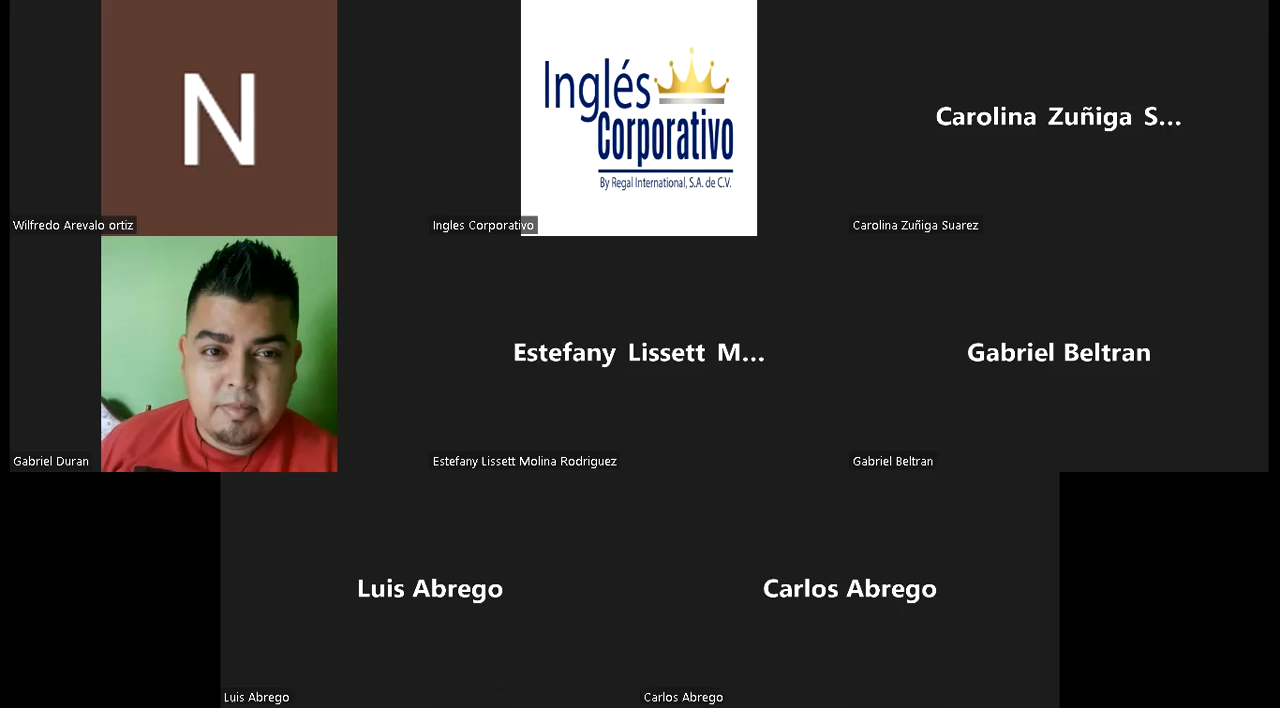 N
Inglés
Corporativo
By Regal International, S.A. de C.V.
Carolina Zuñiga S...
Wilfredo Arevalo ortiz
Ingles Corporativo
Carolina Zuñiga Suarez
Estefany Lissett M...
Gabriel Beltran
Gabriel Duran
Estefany Lissett Molina Rodriguez
Gabriel Beltran
Luis Abrego
Carlos Abrego
Luis Abrego
Carlos Abrego